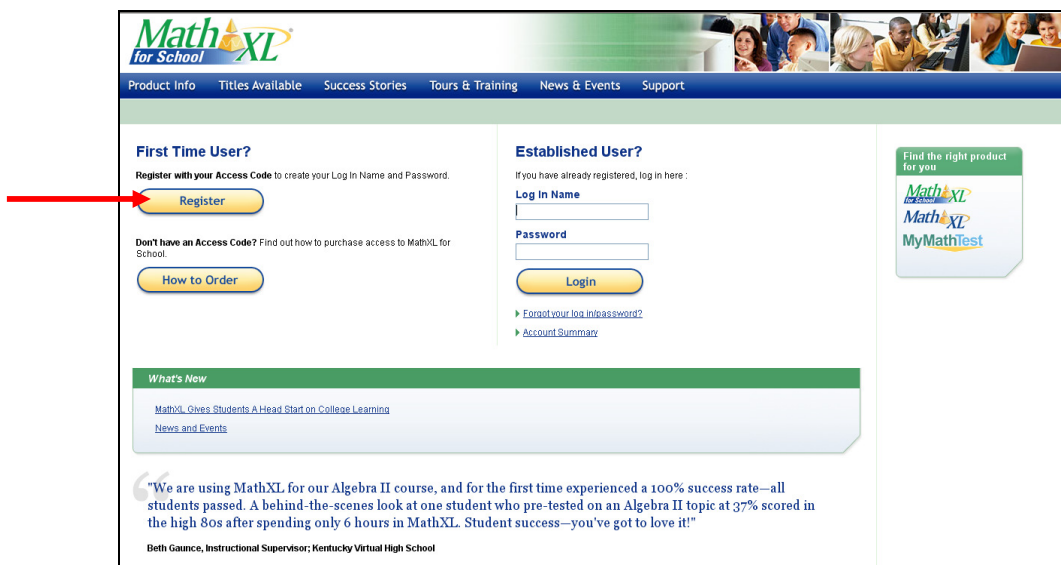 Math XL
for School
Product Info Titles Available Success Stories Tours & Training News & Events Support
First Time User?
Register with your Access Code to create your Log In Name and Password.
Register
Don't have an Access Code? Find out how to purchase access to MathXL for
School.
How to Order
Established User?
If you have already registered, log in here :
Log In Name
Password
Login
Forgot your log in/password?
Account Summary
Find the right product
for you
Math XL
for School
Math XL
MyMathTest
What's New
MathXL Gives Students A Head Start on College Learning
News and Events
"We are using MathXL for our Algebra II course, and for the first time experienced a 100% success rate—all
students passed. A behind-the-scenes look at one student who pre-tested on an Algebra II topic at 37% scored in
the high 80s after spending only 6 hours in MathXL. Student success—you've got to love it!"
Beth Gaunce, Instructional Supervisor; Kentucky Virtual High School